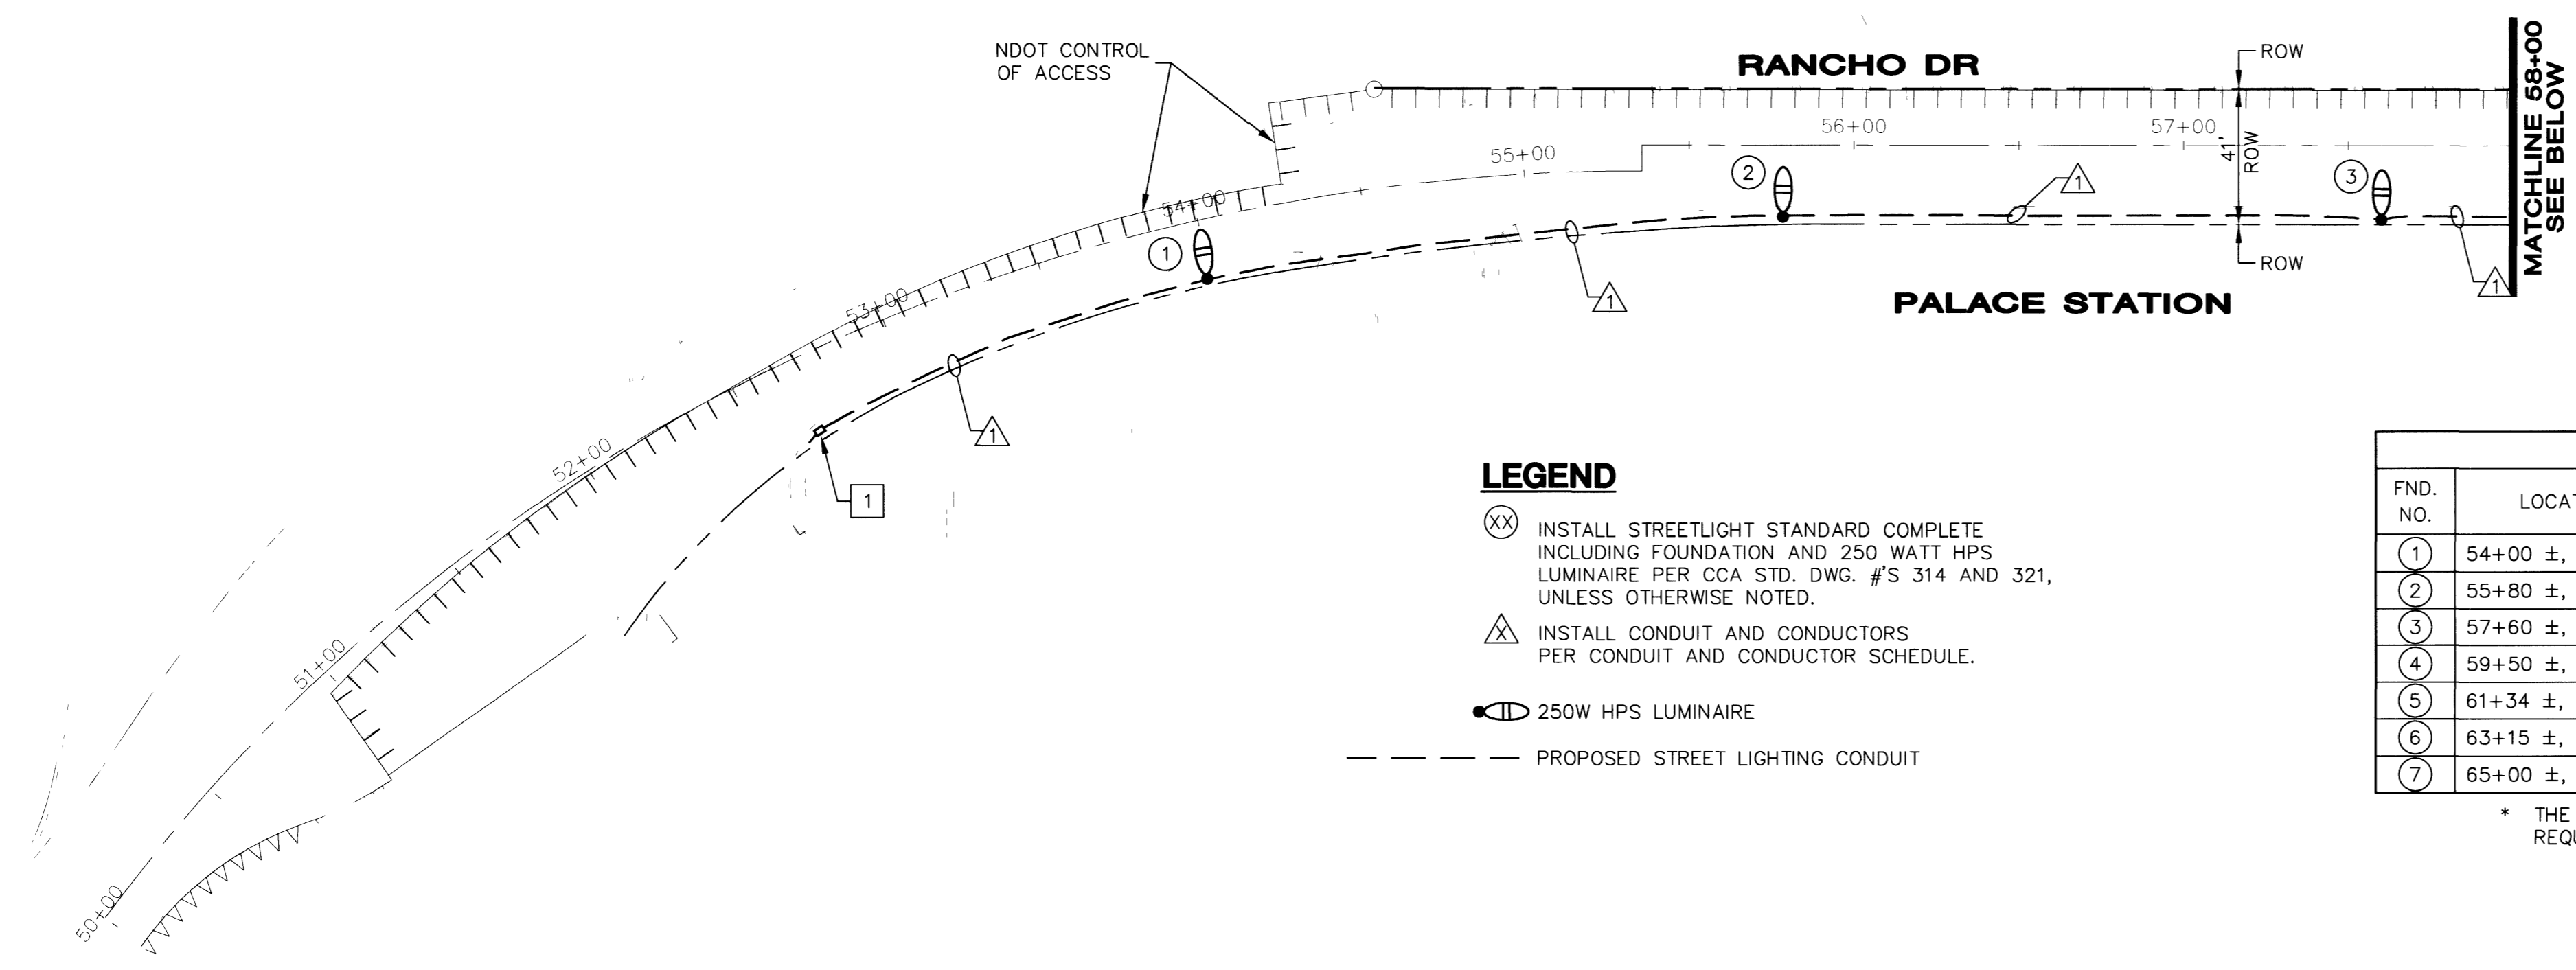 NDOT CONTROL
OF ACCESS
RANCHO DR
ROW
MATCHLINE 58+00
SEE BELOW
56+00
57+00
41'
ROW
55+00
2
1
3
54+00
1
ROW
1
1
PALACE STATION
53+00
1
52+00
1
51+00
50+00
LEGEND
XX INSTALL STREETLIGHT STANDARD COMPLETE
INCLUDING FOUNDATION AND 250 WATT HPS
LUMINAIRE PER CCA STD. DWG. #'S 314 AND 321,
UNLESS OTHERWISE NOTED.
X INSTALL CONDUIT AND CONDUCTORS
PER CONDUIT AND CONDUCTOR SCHEDULE.
250W HPS LUMINAIRE
PROPOSED STREET LIGHTING CONDUIT
FND.
NO.
1 54+00 ±,
2 55+80 ±,
3 57+60 ±,
4 59+50 ±,
5 61+34 ±,
6 63+15 ±,
7 65+00 ±,
* THE